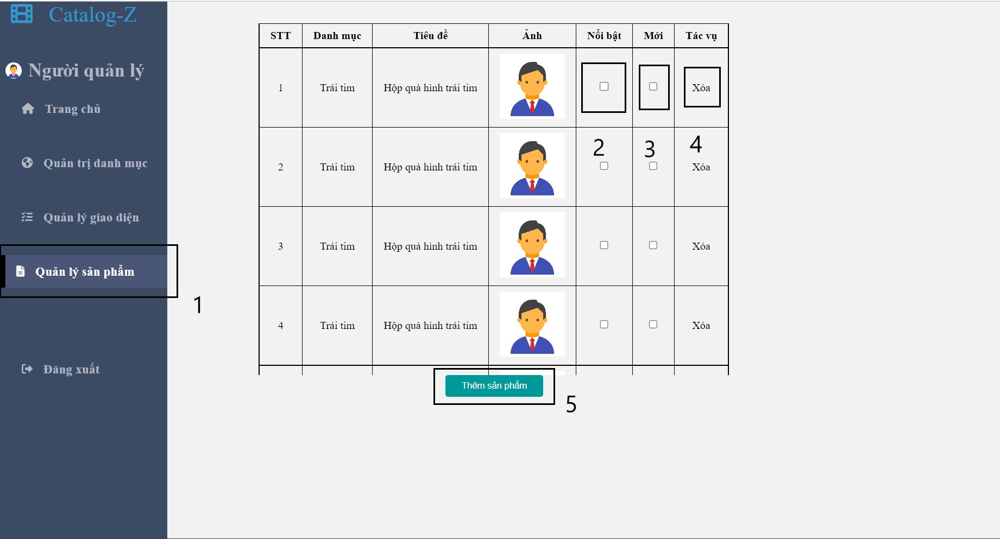 Catalog-Z
Người quản lý
Trang chủ
Quản trị danh mục
Quản lý giao diện
Quản lý sản phẩm
1
Đăng xuất
STT Danh mục Tiêu đề Ảnh Nổi bật Mới Tác vụ
1 Trái tim Hộp quà hình trái tim Xóa
2 3 4
2 Trái tim Hộp quà hình trái tim Xóa
3 Trái tim Hộp quà hình trái tim Xóa
4 Trái tim Hộp quà hình trái tim Xóa
Thêm sản phẩm
5